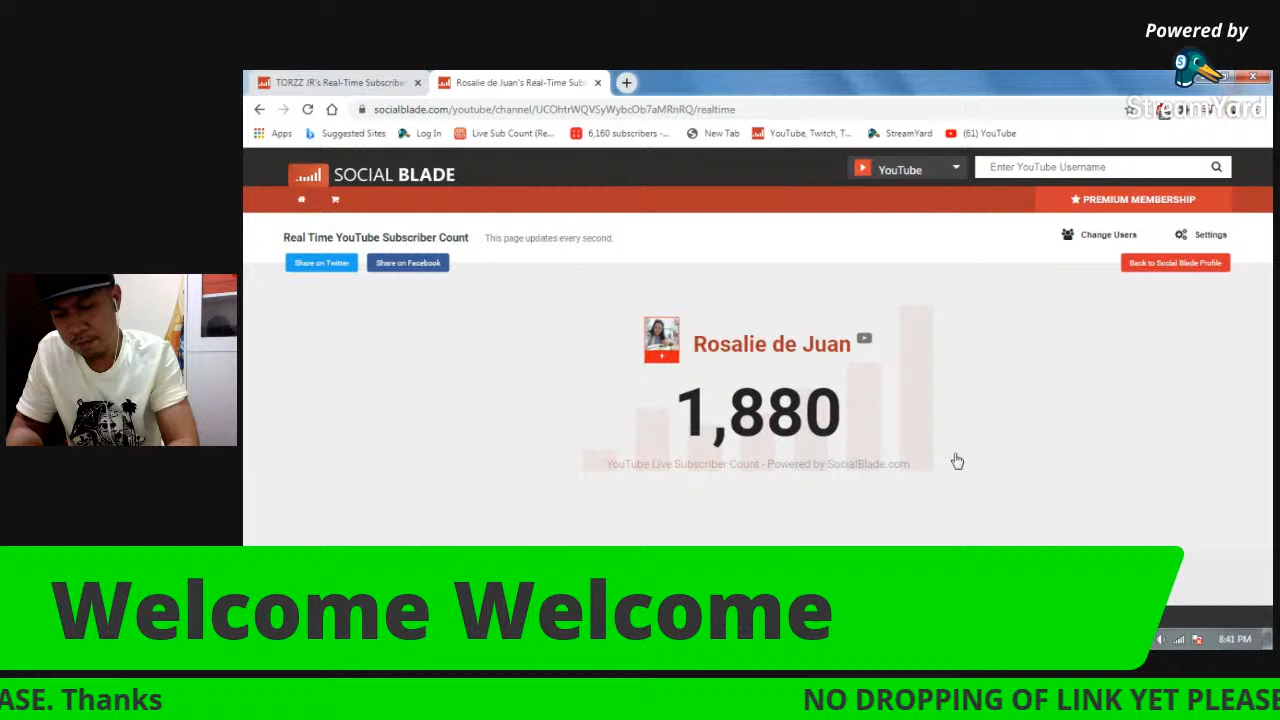 Powered by
StreamYard
TORZZ JR's Real-Time Subscribe
Rosalie de Juan's Real-Time Sub
socialblade.com/youtube/channel/UCOhtrWQVSyWybcOb7aMRnRQ/realtime
Apps Suggested Sites Log In Live Sub Count (Re... 6,160 subscribers -... New Tab YouTube, Twitch, T... StreamYard (61) YouTube
SOCIAL BLADE
YouTube
Enter YouTube Username
PREMIUM MEMBERSHIP
Real Time YouTube Subscriber Count This page updates every second.
Change Users Settings
Share on Twitter Share on Facebook
Back to Social Blade Profile
Rosalie de Juan
1,880
YouTube Live Subscriber Count - Powered by SocialBlade.com
Welcome Welcome
8:41 PM
ASE. Thanks NO DROPPING OF LINK YET PLEASE